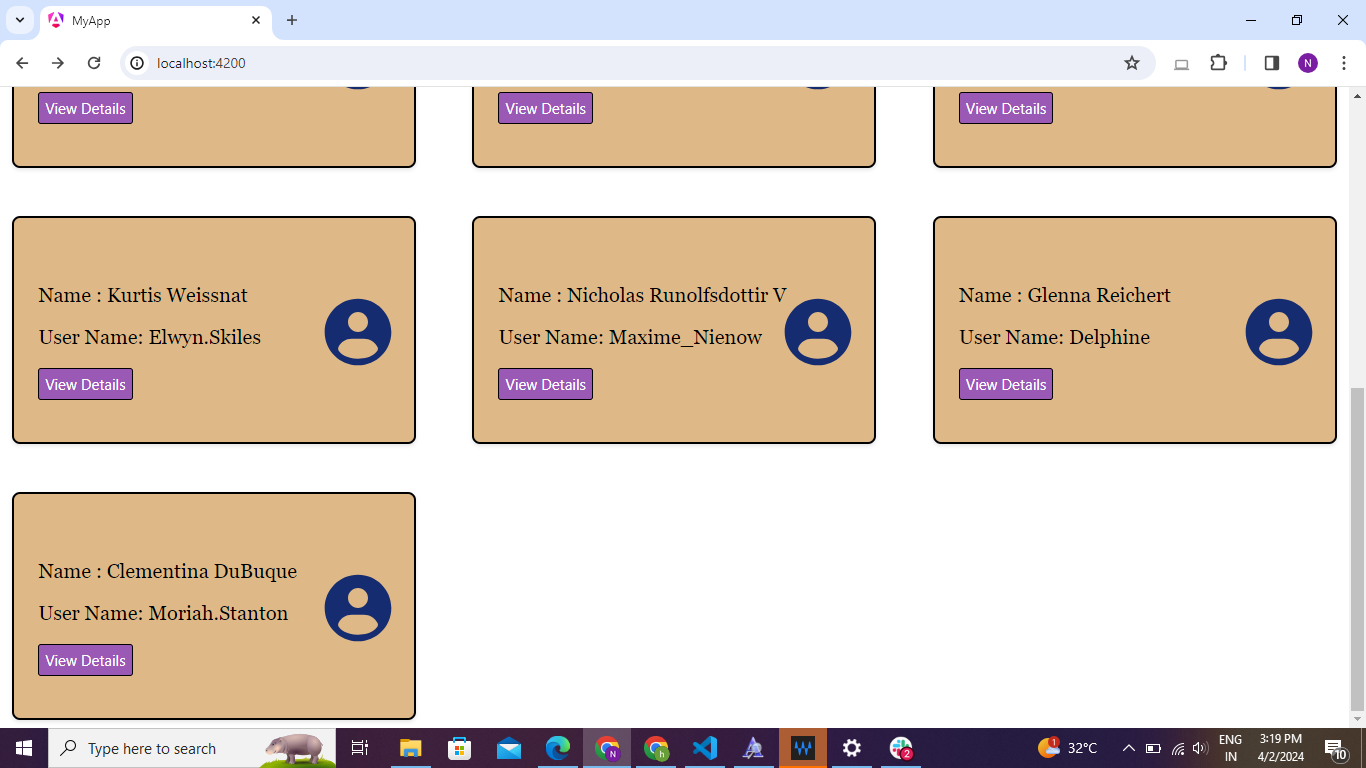 MyApp
localhost:4200
N
View Details
View Details
View Details
Name : Kurtis Weissnat
User Name: Elwyn.Skiles
View Details
Name : Nicholas Runolfsdottir V
User Name: Maxime_Nienow
View Details
Name : Glenna Reichert
User Name: Delphine
View Details
Name : Clementina DuBuque
User Name: Moriah.Stanton
View Details
Type here to search
N
h
W
2
1
32°C
ENG
IN
3:19 PM
4/2/2024
10